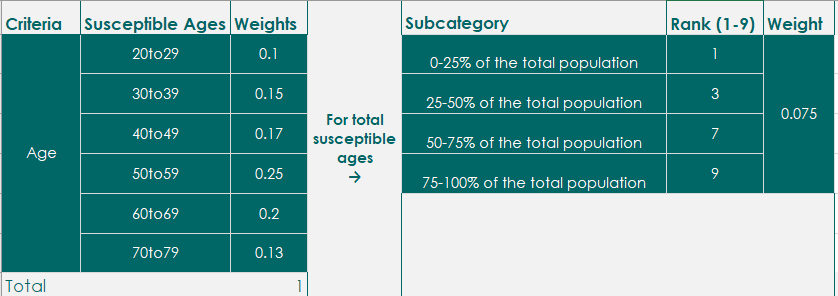 Criteria Susceptible Ages Weights
Age
20to29 0.1
30to39 0.15
40to49 0.17
50to59 0.25
60to69 0.2
70to79 0.13
Total 1
For total
susceptible
ages
→
Subcategory Rank (1-9) Weight
0-25% of the total population 1
25-50% of the total population 3
50-75% of the total population 7
75-100% of the total population 9
0.075